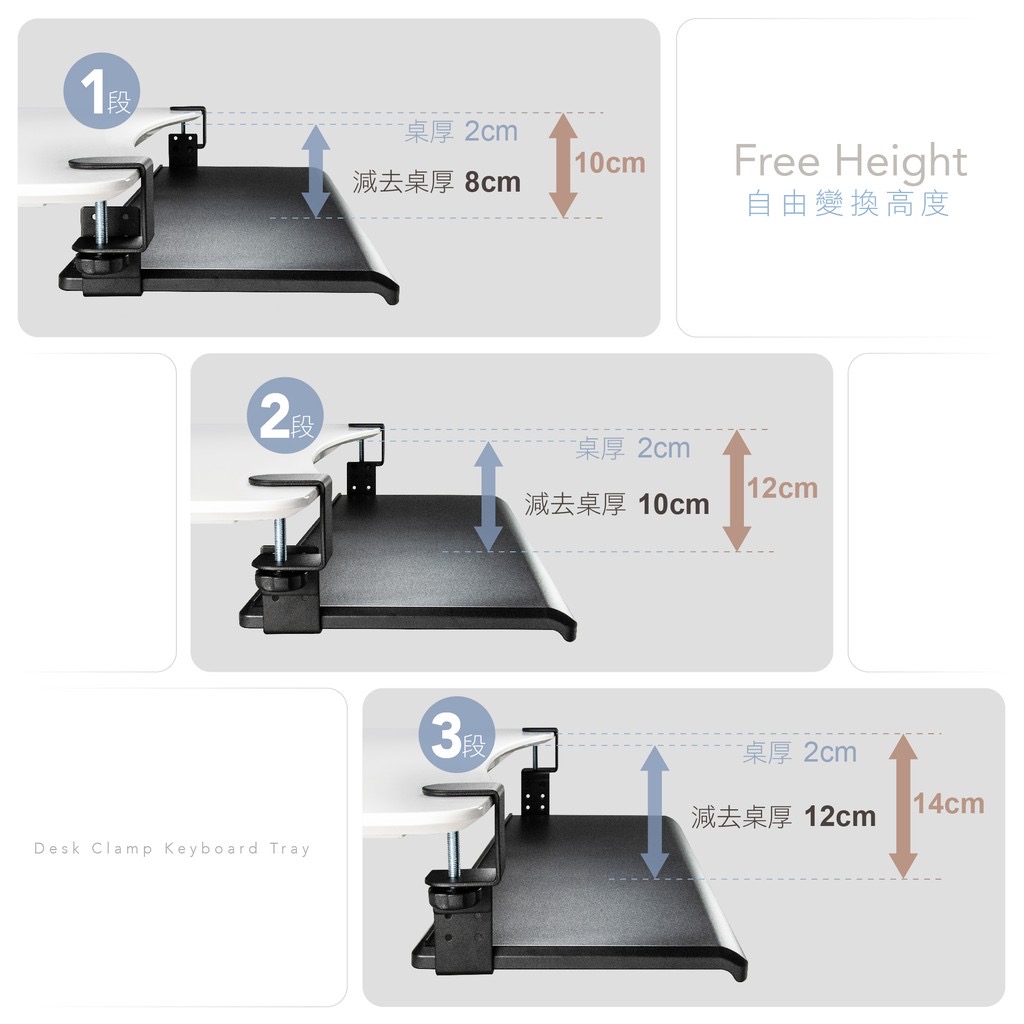 1段
桌厚 2cm
減去桌厚 8cm
10cm
Free Height
自由變換高度
2段
桌厚 2cm
減去桌厚 10cm
12cm
3段
桌厚 2cm
減去桌厚 12cm
14cm
Desk Clamp Keyboard Tray